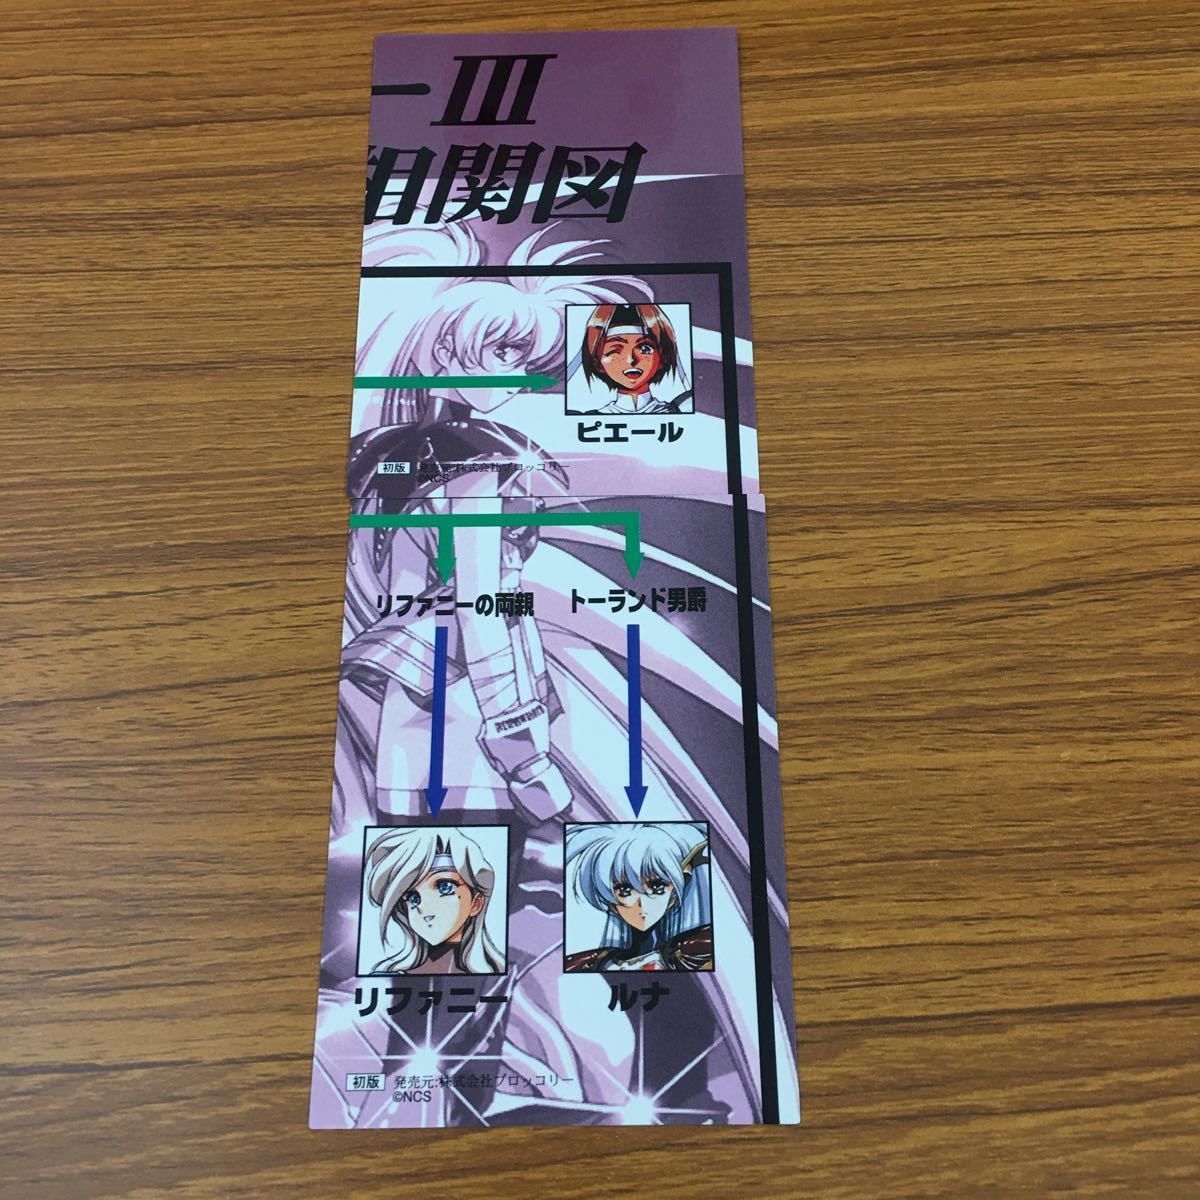 ーIII
相関図
ピエール
初版 発売元:株式会社ブロッコリー
©NCS
リファニーの両親 トーランド男爵
リファニー ルナ
初版 発売元:株式会社ブロッコリー
©NCS